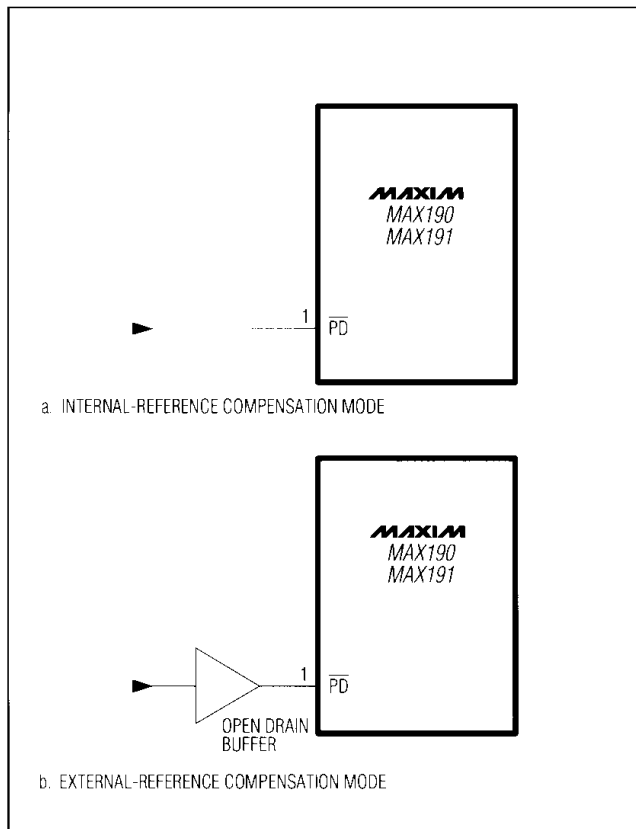 MAXIM
MAX190
MAX191
1
PD
a. INTERNAL-REFERENCE COMPENSATION MODE
MAXIM
MAX190
MAX191
1
PD
OPEN DRAIN
BUFFER
b. EXTERNAL-REFERENCE COMPENSATION MODE